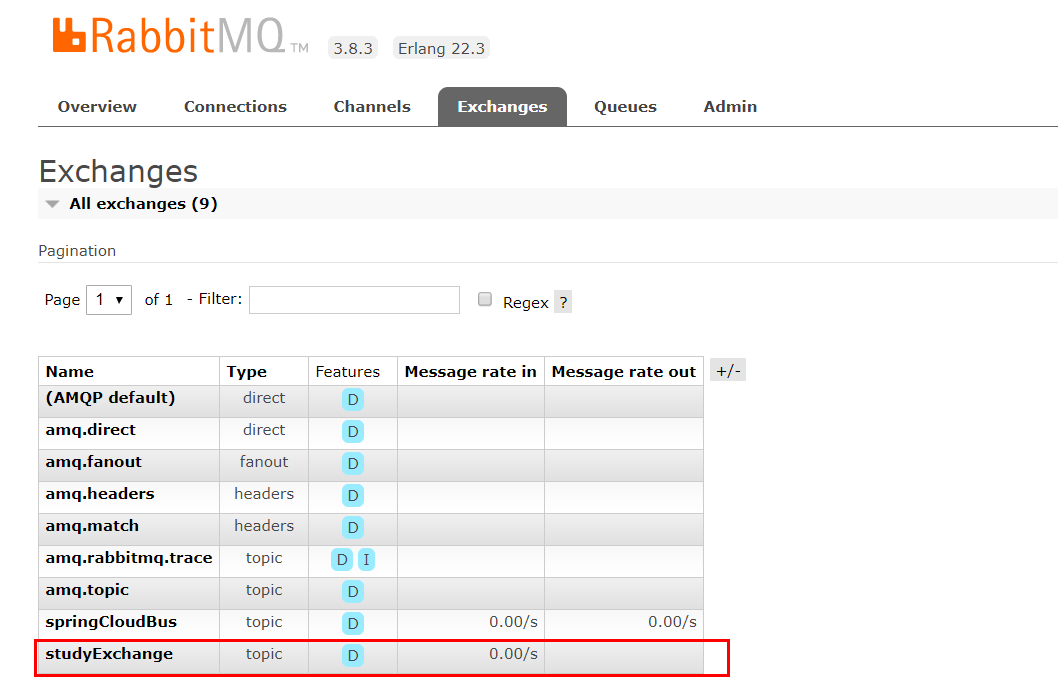 RabbitMQ TM 3.8.3 Erlang 22.3
Overview Connections Channels Exchanges Queues Admin
Exchanges
All exchanges (9)
Pagination
Page 1 of 1 - Filter: Regex ?
Name Type Features Message rate in Message rate out +/-
(AMQP default) direct D
amq.direct direct D
amq.fanout fanout D
amq.headers headers D
amq.match headers D
amq.rabbitmq.trace topic D I
amq.topic topic D
springCloudBus topic D 0.00/s 0.00/s
studyExchange topic D 0.00/s